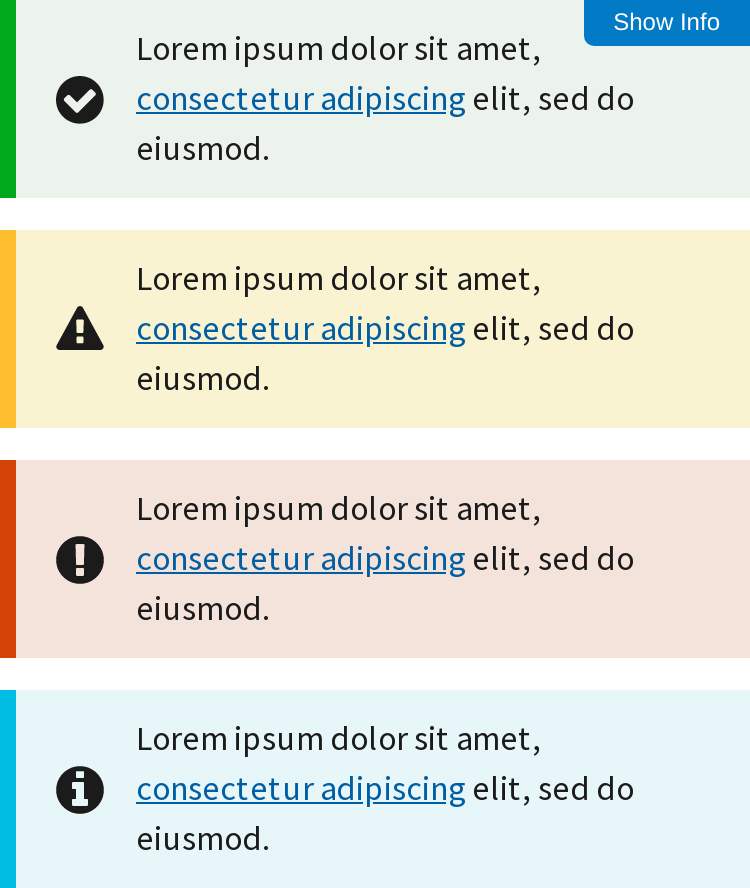 Show Info
Lorem ipsum dolor sit amet,
consectetur adipiscing elit, sed do
eiusmod.
Lorem ipsum dolor sit amet,
consectetur adipiscing elit, sed do
eiusmod.
Lorem ipsum dolor sit amet,
consectetur adipiscing elit, sed do
eiusmod.
Lorem ipsum dolor sit amet,
consectetur adipiscing elit, sed do
eiusmod.